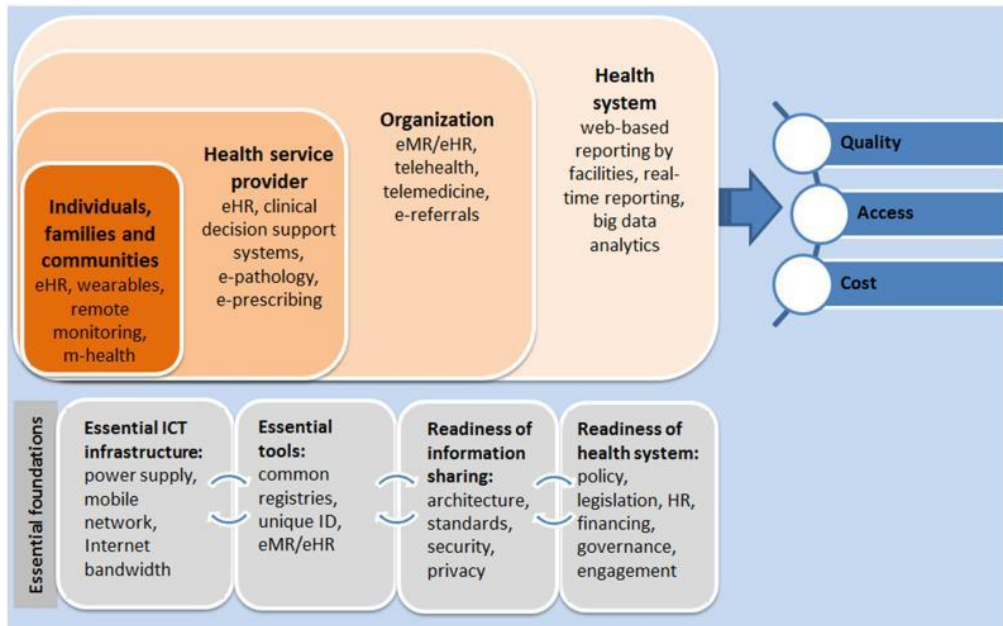 Individuals,
families and
communities
eHR, wearables,
remote
monitoring,
m-health
Health service
provider
eHR, clinical
decision support
systems,
e-pathology,
e-prescribing
Organization
eMR/eHR,
telehealth,
telemedicine,
e-referrals
Health
system
web-based
reporting by
facilities, real-
time reporting,
big data
analytics
Quality
Access
Cost
Essential foundations
Essential ICT
infrastructure:
power supply,
mobile
network,
Internet
bandwidth
Essential
tools:
common
registries,
unique ID,
eMR/eHR
Readiness of
information
sharing:
architecture,
standards,
security,
privacy
Readiness of
health system:
policy,
legislation, HR,
financing,
governance,
engagement